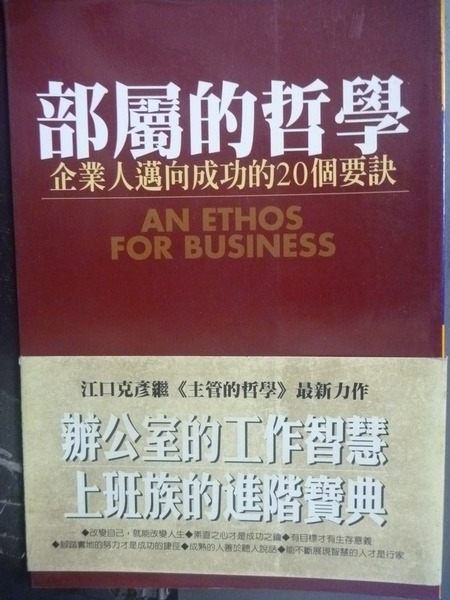 部屬的哲學
企業人邁向成功的20個要訣
AN ETHOS
FOR BUSINESS
江口克彥繼《主管的哲學》最新力作
辦公室的工作智慧
上班族的進階寶典
◆改變自己，就能改變人生◆素直之心才是成功之鑰◆有目標才有生存意義
◆腳踏實地的努力才是成功的捷徑◆成熟的人善於聽人說話◆能不斷展現智慧的人才是行家